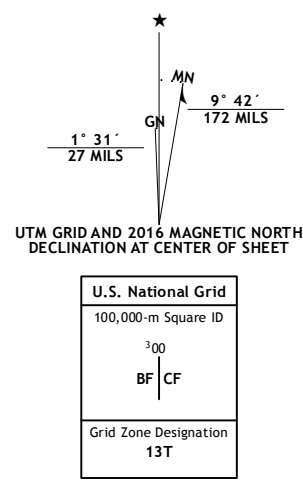 ★
MN
GN
9° 42´
172 MILS
1° 31´
27 MILS
UTM GRID AND 2016 MAGNETIC NORTH
DECLINATION AT CENTER OF SHEET
U.S. National Grid
100,000-m Square ID
³00
BF CF
Grid Zone Designation
13T